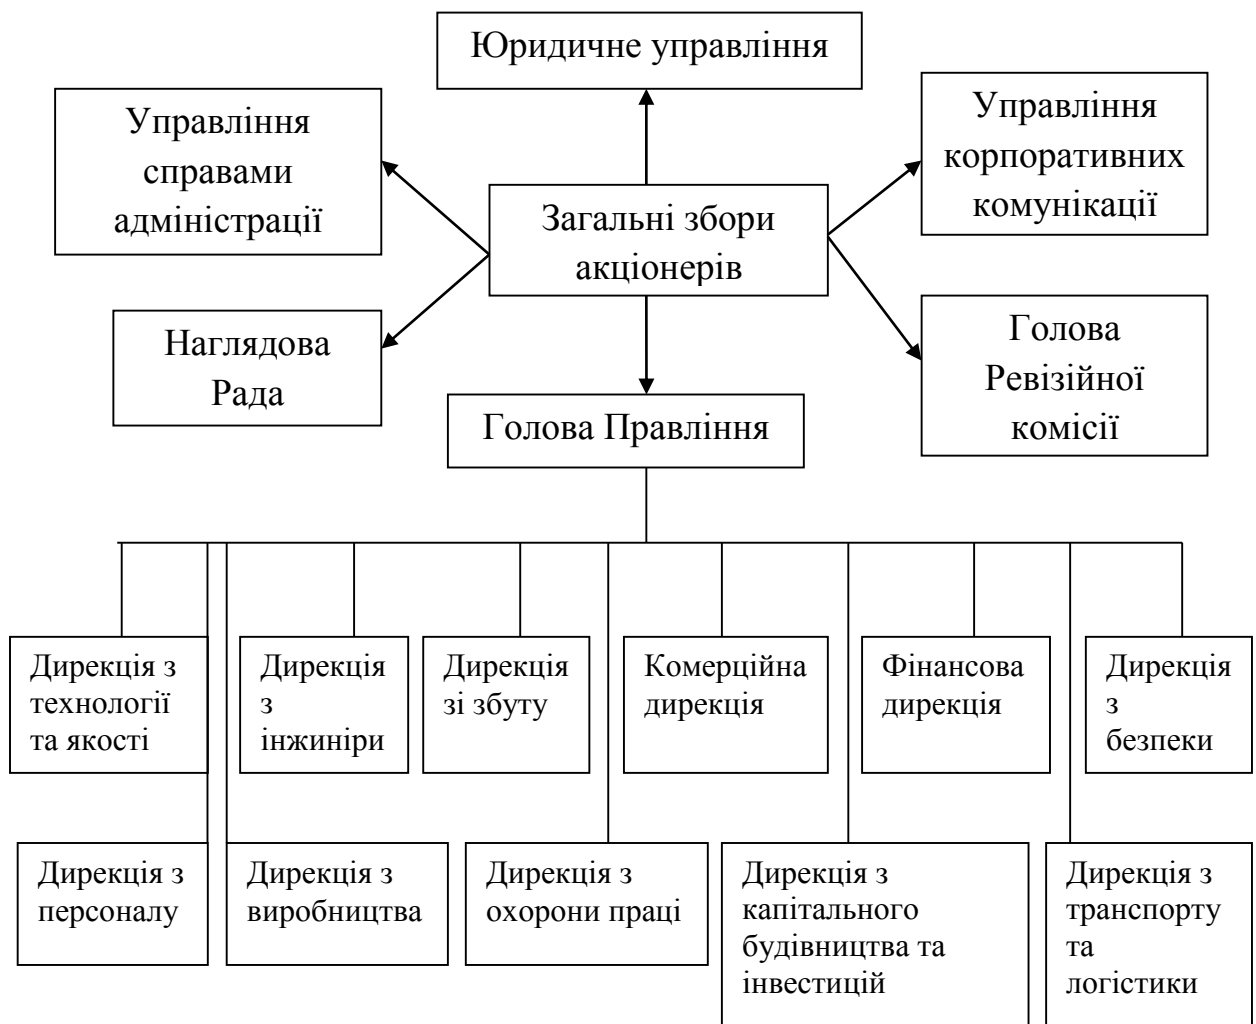 Юридичне управління
Управління
справами
адміністрації
Управління
корпоративних
комунікації
Загальні збори
акціонерів
Наглядова
Рада
Голова
Ревізійної
комісії
Голова Правління
Дирекція з
технології
та якості
Дирекція
з
інжиніри
Дирекція
зі збуту
Комерційна
дирекція
Фінансова
дирекція
Дирекція
з
безпеки
Дирекція з
персоналу
Дирекція з
виробництва
Дирекція з
охорони праці
Дирекція з
капітального
будівництва та
інвестицій
Дирекція з
транспорту
та
логістики